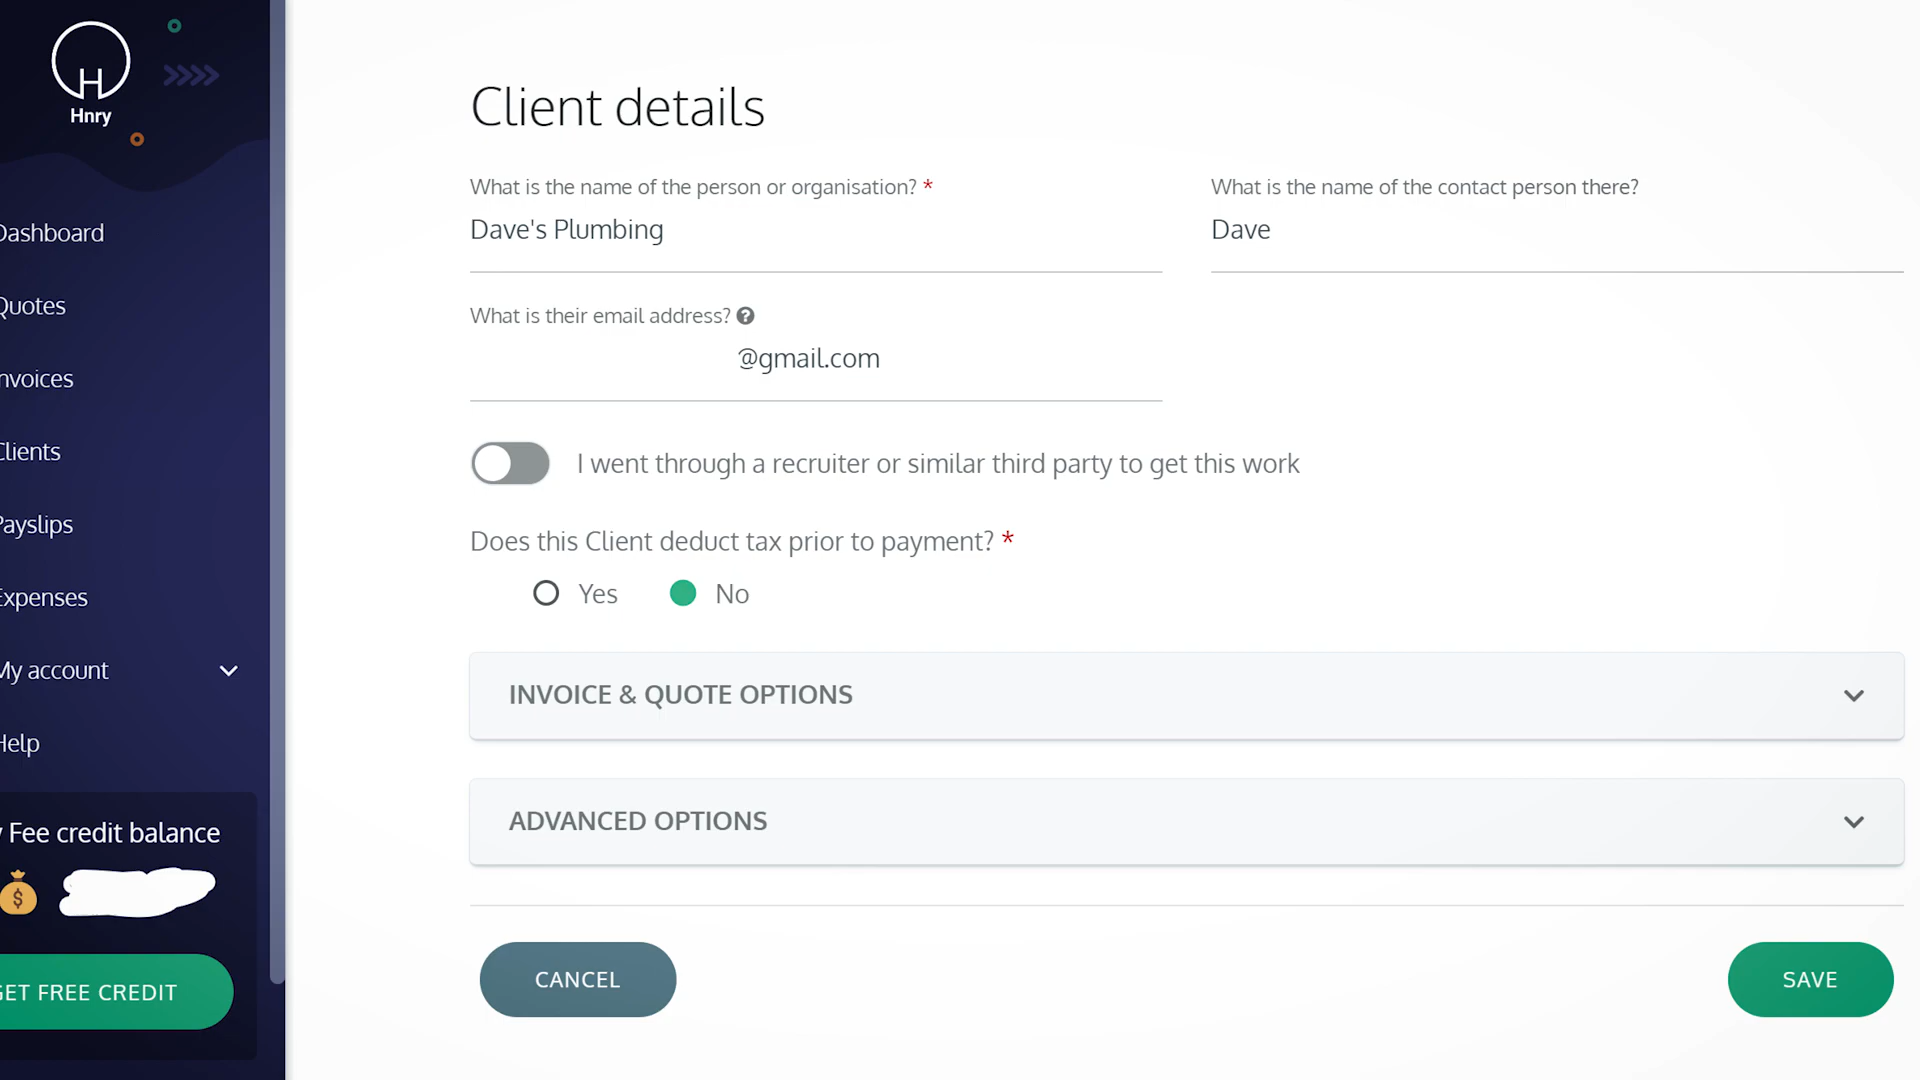 Hnry
Dashboard
Quotes
Invoices
Clients
Payslips
Expenses
My account
Help
y Fee credit balance
$
GET FREE CREDIT
Client details
What is the name of the person or organisation? *
Dave's Plumbing
What is the name of the contact person there?
Dave
What is their email address? ?
@gmail.com
I went through a recruiter or similar third party to get this work
Does this Client deduct tax prior to payment? *
Yes No
INVOICE & QUOTE OPTIONS
ADVANCED OPTIONS
CANCEL
SAVE